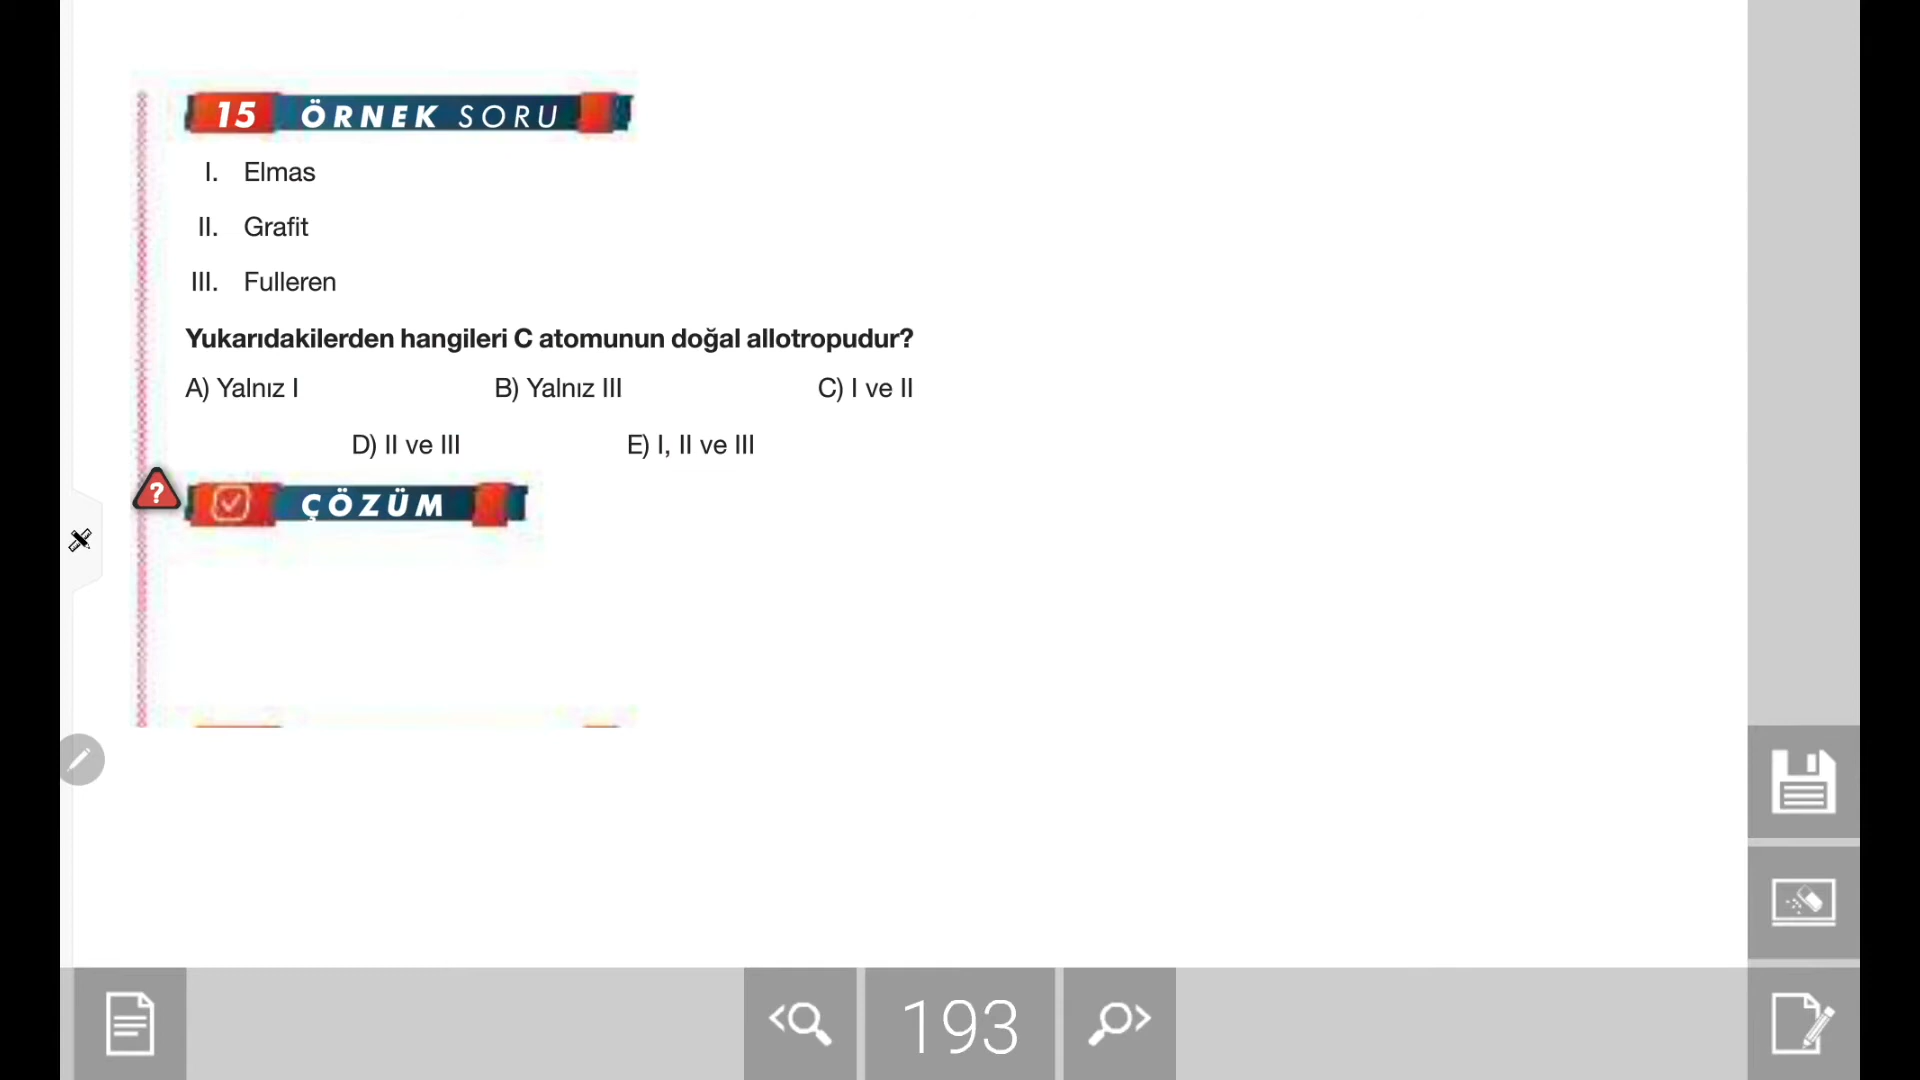 15 ÖRNEK SORU
I. Elmas
II. Grafit
III. Fulleren
Yukarıdakilerden hangileri C atomunun doğal allotropudur?
A) Yalnız I B) Yalnız III C) I ve II
D) II ve III E) I, II ve III
?
ÇÖZÜM
193